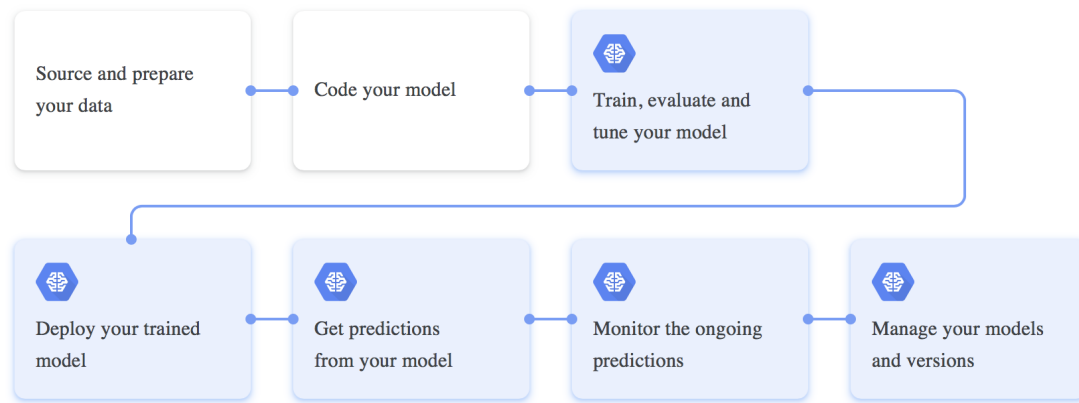 Source and prepare
your data
Code your model
Train, evaluate and
tune your model
Deploy your trained
model
Get predictions
from your model
Monitor the ongoing
predictions
Manage your models
and versions